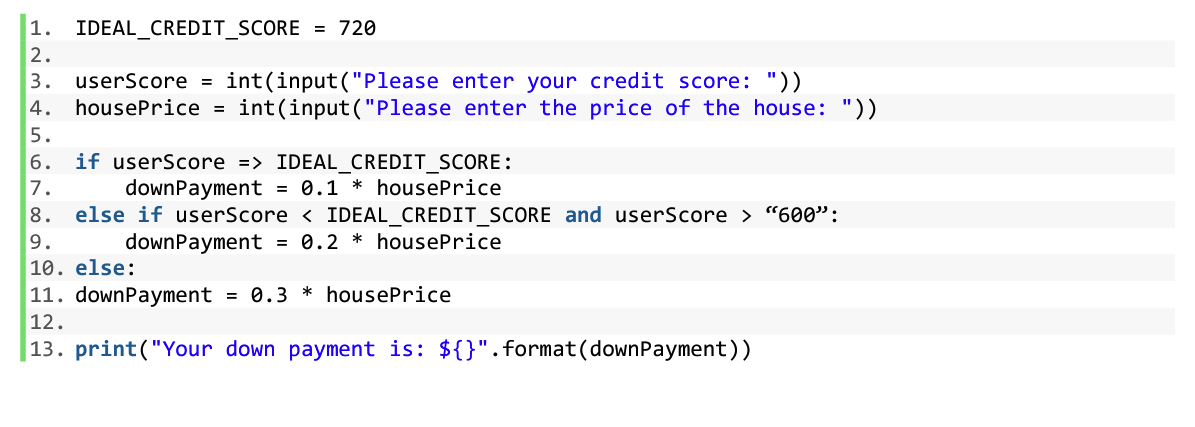 1. IDEAL_CREDIT_SCORE = 720
2.
3. userScore = int(input("Please enter your credit score: "))
4. housePrice = int(input("Please enter the price of the house: "))
5.
6. if userScore => IDEAL_CREDIT_SCORE:
7.     downPayment = 0.1 * housePrice
8. else if userScore < IDEAL_CREDIT_SCORE and userScore > “600”:
9.     downPayment = 0.2 * housePrice
10. else:
11. downPayment = 0.3 * housePrice
12.
13. print("Your down payment is: ${}".format(downPayment))